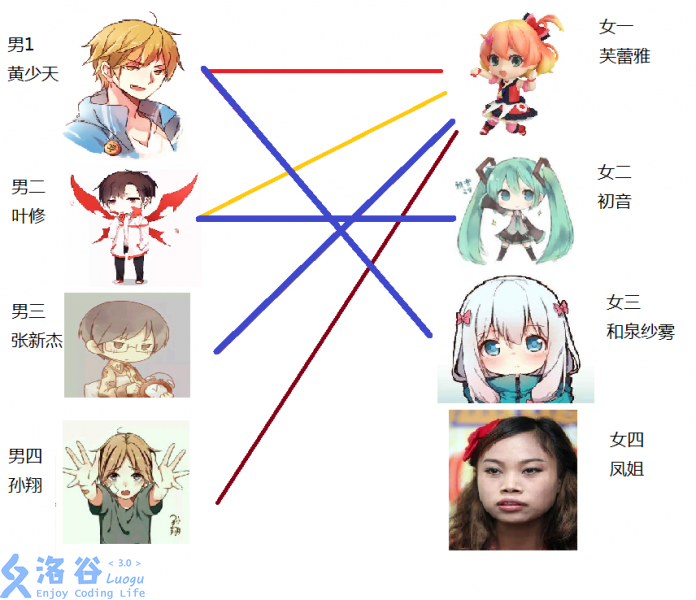 男1
黄少天
女一
芙蕾雅
男二
叶修
女二
初音
男三
张新杰
女三
和泉纱雾
男四
孙翔
女四
凤姐
孙翔
洛谷 < 3.0 >
Luogu
Enjoy Coding Life